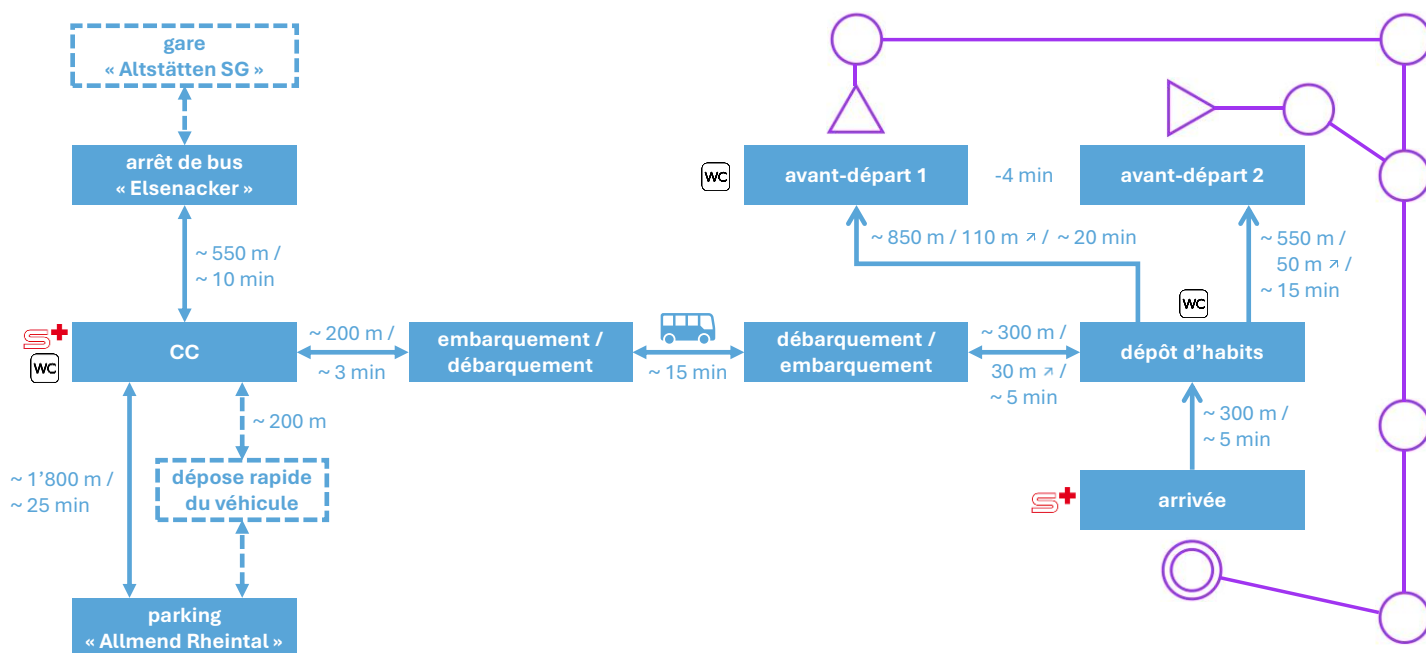 gare
« Altstätten SG »
arrêt de bus
« Elsenacker »
~ 550 m /
~ 10 min
CC
WC
~ 200 m /
~ 3 min
embarquement /
débarquement
~ 15 min
débarquement /
embarquement
~ 300 m /
30 m ↗ /
~ 5 min
dépôt d’habits
WC
WC
avant-départ 1
-4 min
avant-départ 2
~ 850 m / 110 m ↗ / ~ 20 min
~ 550 m /
50 m ↗ /
~ 15 min
~ 300 m /
~ 5 min
arrivée
~ 200 m
dépose rapide
du véhicule
~ 1’800 m /
~ 25 min
parking
« Allmend Rheintal »